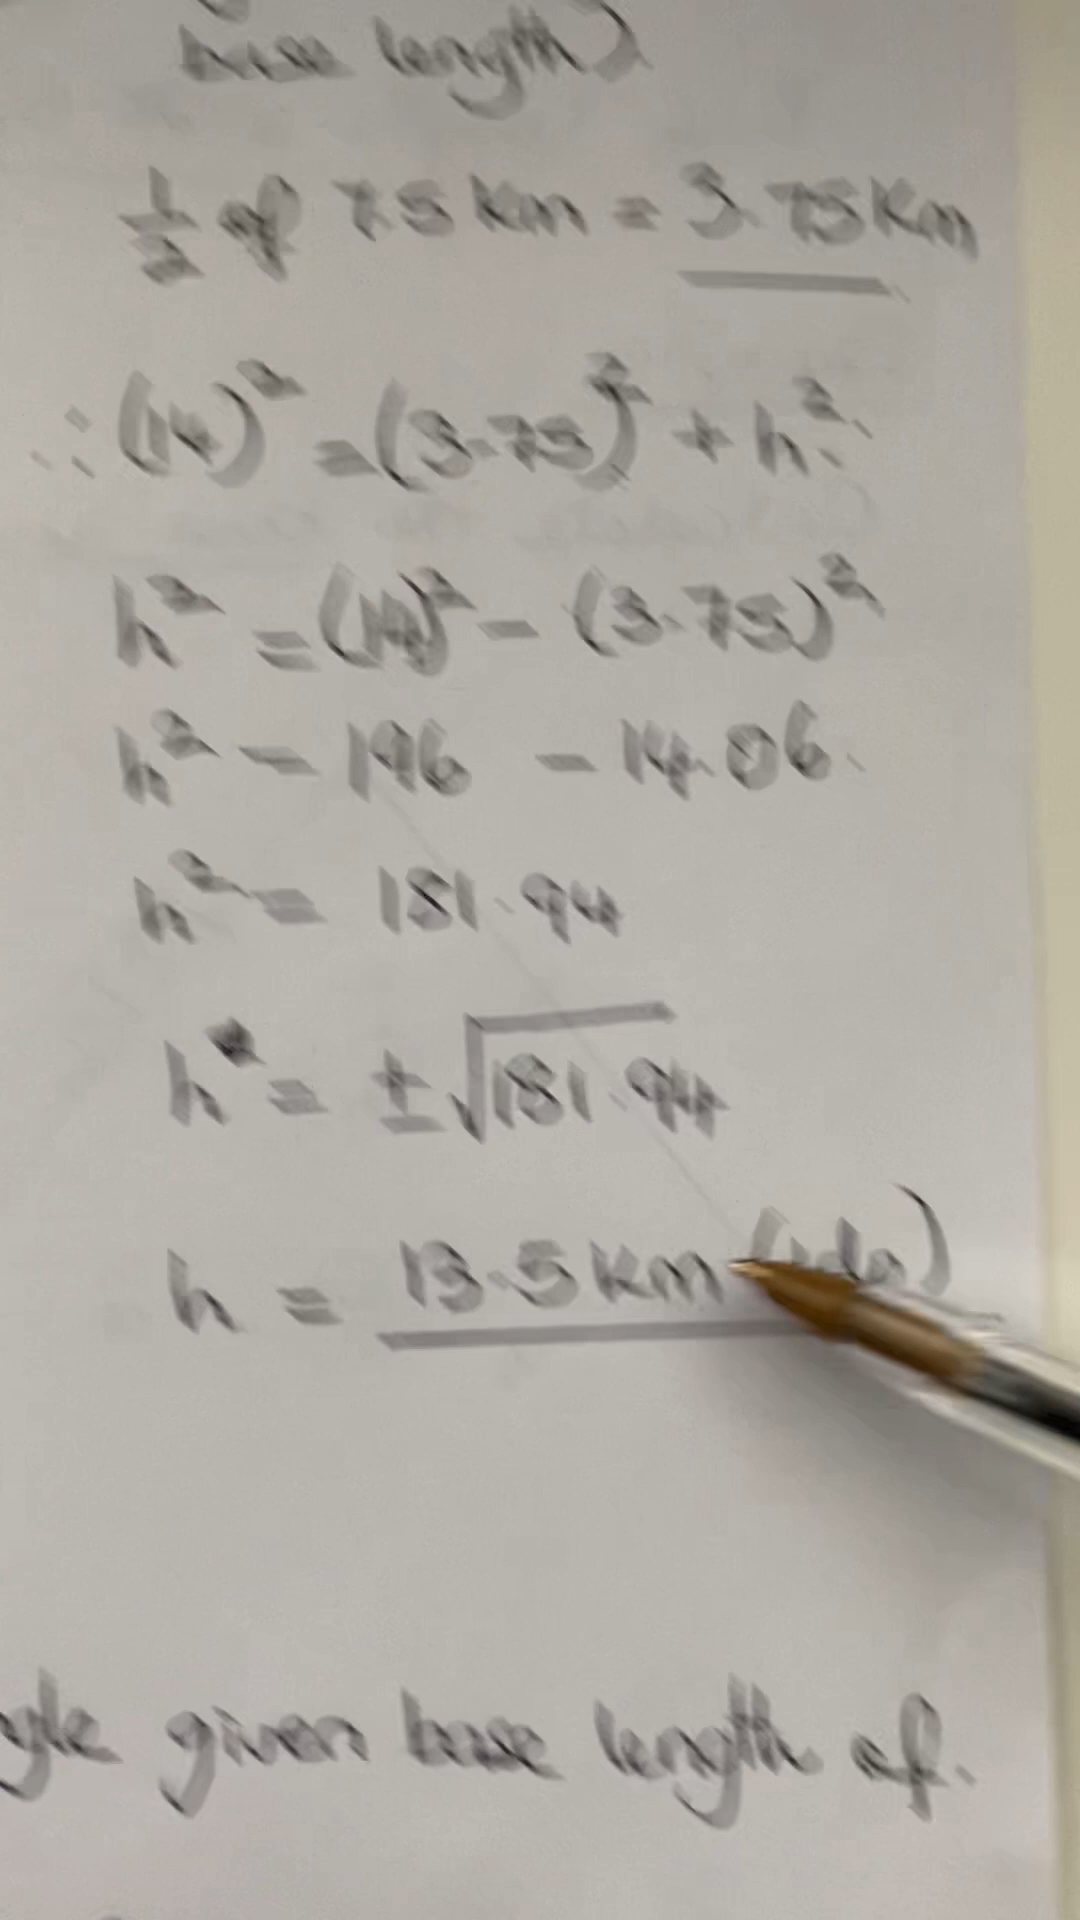 base length)
1/2 of 7.5 Km = 3.75 Km
∴ (14)² = (3.75)² + h²
h² = (14)² - (3.75)²
h² - 196 - 14.06
h² = 181.94
h = ±√181.94
h = 13.5 Km (1dp)
gle given base length of